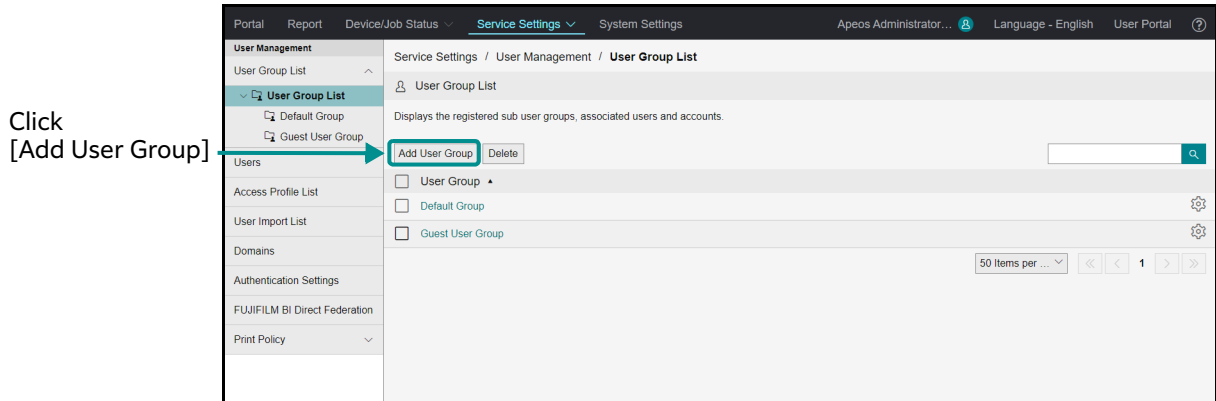 Portal Report Device/Job Status Service Settings System Settings Apeos Administrator... Language - English User Portal ?
User Management
User Group List
User Group List
Default Group
Guest User Group
Users
Access Profile List
User Import List
Domains
Authentication Settings
FUJIFILM BI Direct Federation
Print Policy
Click
[Add User Group]
Service Settings / User Management / User Group List
User Group List
Displays the registered sub user groups, associated users and accounts.
Add User Group Delete
User Group
Default Group
Guest User Group
50 Items per ... 1